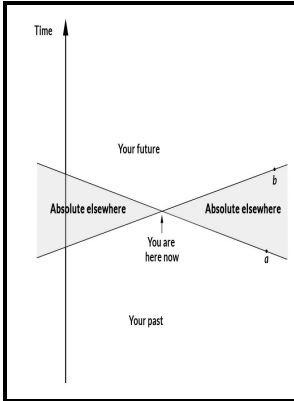 Time
Your future
b
Absolute elsewhere
Absolute elsewhere
You are
here now
a
Your past